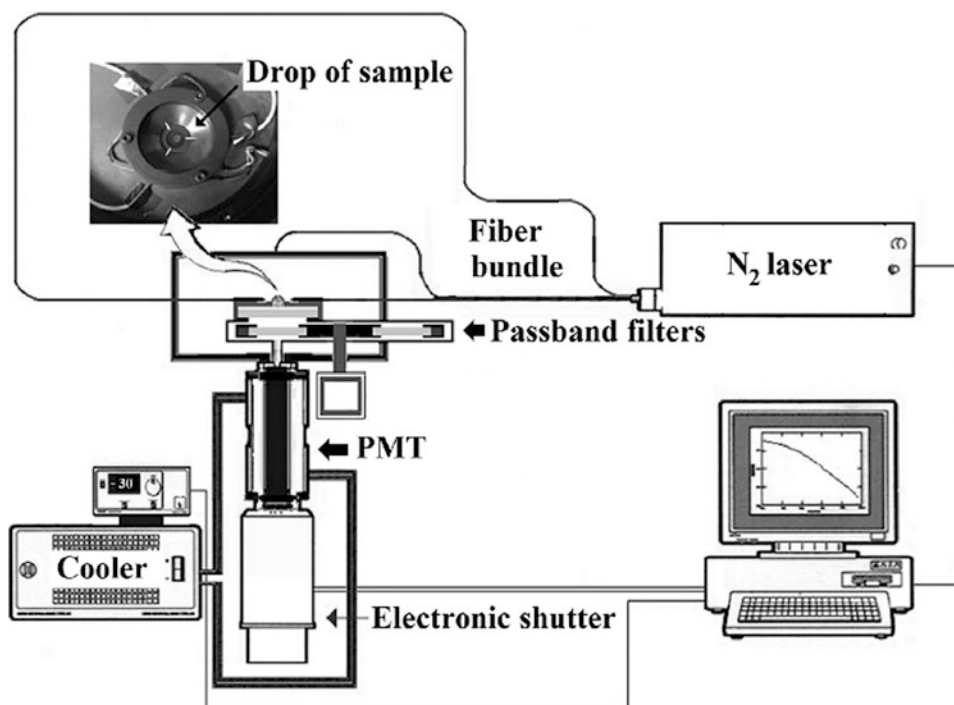 Drop of sample
Fiber
bundle
N₂ laser
Passband filters
PMT
-30
Cooler
Electronic shutter